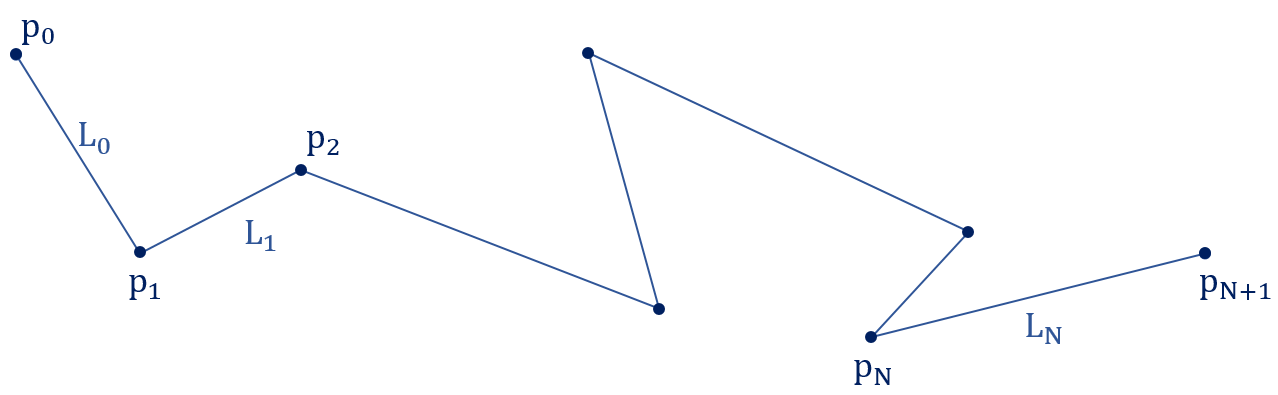 p₀
L₀
p₂
L₁
p₁
pN+1
LN
pN